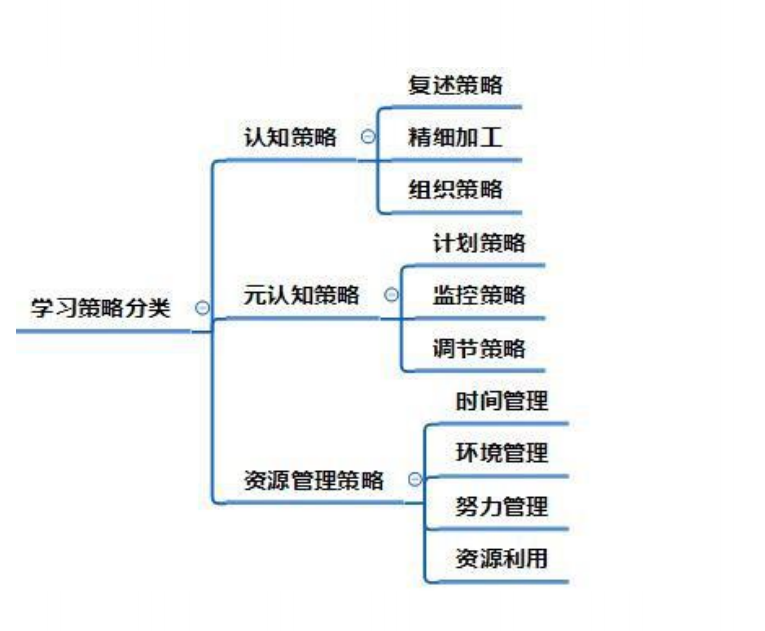 学习策略分类
认知策略
复述策略
精细加工
组织策略
元认知策略
计划策略
监控策略
调节策略
资源管理策略
时间管理
环境管理
努力管理
资源利用